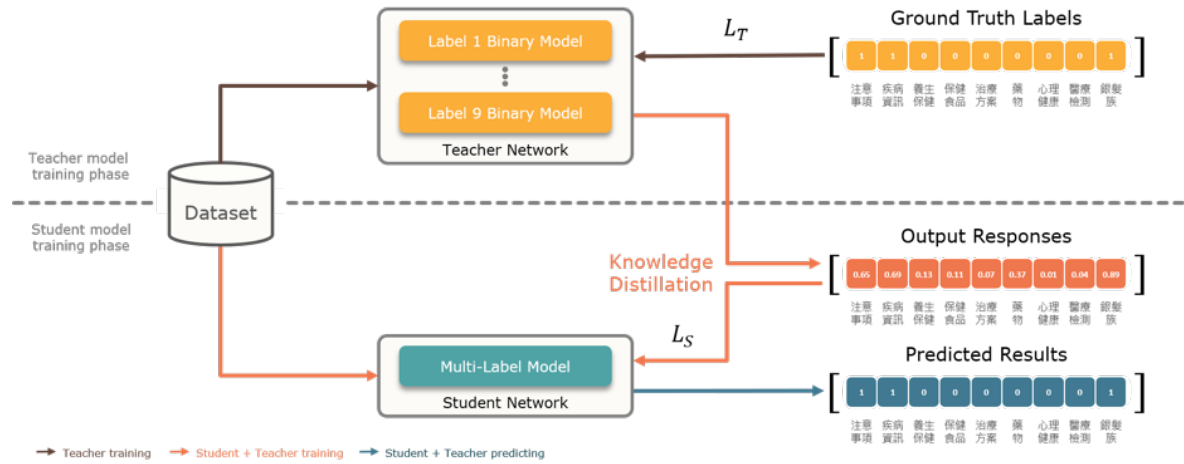 Ground Truth Labels
Label 1 Binary Model
L_T
1 1 0 0 0 0 0 0 1
注意 疾病 養生 保健 治療 藥 心理 醫療 銀髮
事項 資訊 保健 食品 方案 物 健康 檢測 族
Label 9 Binary Model
Teacher Network
Teacher model
training phase
Dataset
Student model
training phase
Output Responses
Knowledge
Distillation
0.65 0.69 0.13 0.11 0.07 0.37 0.01 0.04 0.89
注意 疾病 養生 保健 治療 藥 心理 醫療 銀髮
事項 資訊 保健 食品 方案 物 健康 檢測 族
L_S
Predicted Results
Multi-Label Model
Student Network
1 1 0 0 0 0 0 0 1
注意 疾病 養生 保健 治療 藥 心理 醫療 銀髮
事項 資訊 保健 食品 方案 物 健康 檢測 族
Teacher training
Student + Teacher training
Student + Teacher predicting